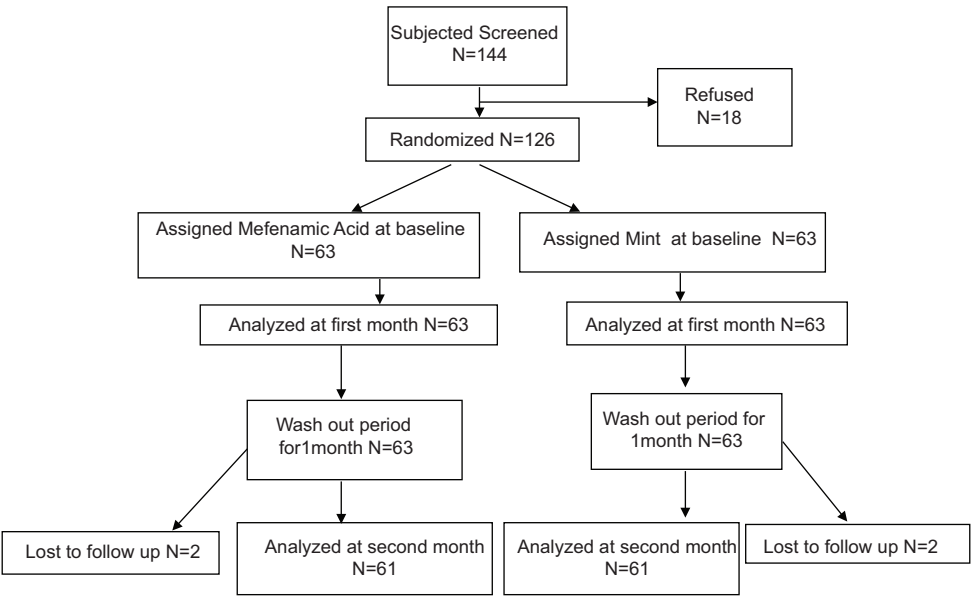 Subjected Screened
N=144
Refused
N=18
Randomized N=126
Assigned Mefenamic Acid at baseline
N=63
Assigned Mint at baseline N=63
Analyzed at first month N=63
Analyzed at first month N=63
Wash out period
for1month N=63
Wash out period for
1month N=63
Lost to follow up N=2
Analyzed at second month
N=61
Analyzed at second month
N=61
Lost to follow up N=2